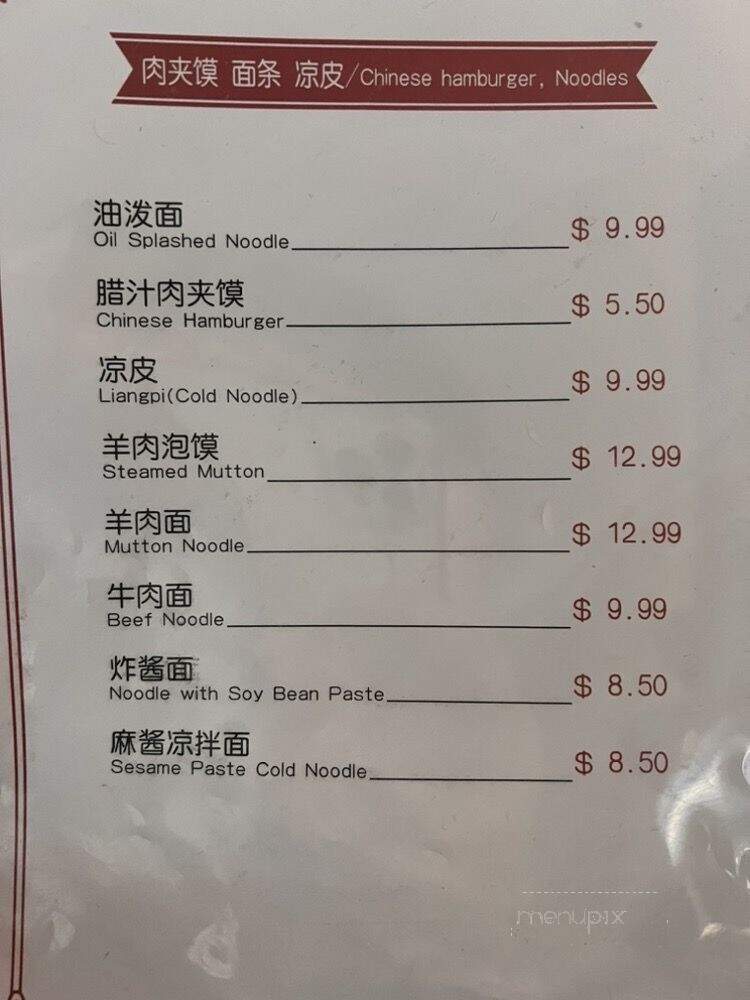 肉夹馍 面条 凉皮/Chinese hamburger, Noodles
油泼面
Oil Splashed Noodle $ 9.99
腊汁肉夹馍
Chinese Hamburger $ 5.50
凉皮
Liangpi(Cold Noodle) $ 9.99
羊肉泡馍
Steamed Mutton $ 12.99
羊肉面
Mutton Noodle $ 12.99
牛肉面
Beef Noodle $ 9.99
炸酱面
Noodle with Soy Bean Paste $ 8.50
麻酱凉拌面
Sesame Paste Cold Noodle $ 8.50
menupix